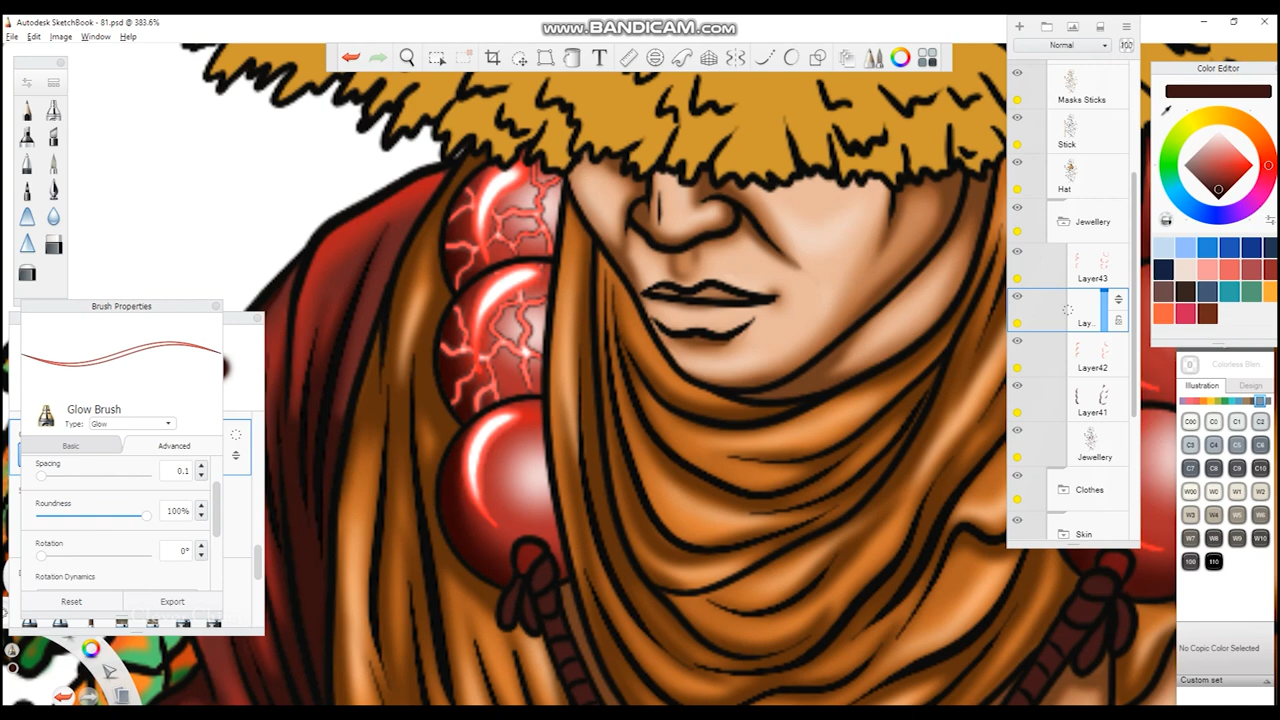 Autodesk SketchBook - 81.psd @ 383.6%
www.BANDICAM.com
File Edit Image Window Help
T
Normal
100
Color Editor
Masks Sticks
Stick
Hat
Jewellery
Layer43
Lay...
Layer42
Layer41
Jewellery
Clothes
Skin
Brush Properties
Glow Brush
Type: Glow
Basic Advanced
Spacing
0.1
Roundness
100%
Rotation
0°
Rotation Dynamics
Reset Export
0 Colorless Blen.
Illustration Design
C00 C0 C1 C2
C3 C4 C5 C6
C7 C8 C9 C10
W00 W0 W1 W2
W3 W4 W5 W6
W7 W8 W9 W10
100 110
No Copic Color Selected
Custom set